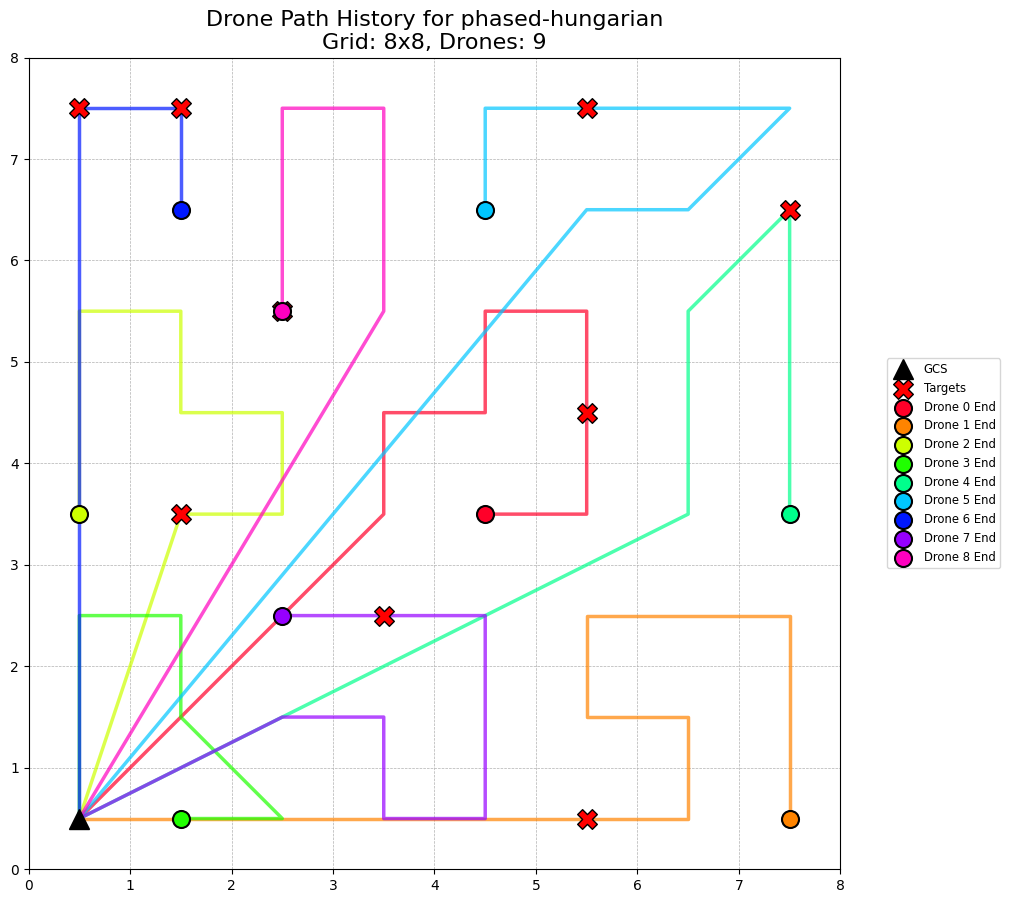 Drone Path History for phased-hungarian
Grid: 8x8, Drones: 9
8
7
6
5
4
3
2
1
0
0 1 2 3 4 5 6 7 8
GCS
Targets
Drone 0 End
Drone 1 End
Drone 2 End
Drone 3 End
Drone 4 End
Drone 5 End
Drone 6 End
Drone 7 End
Drone 8 End